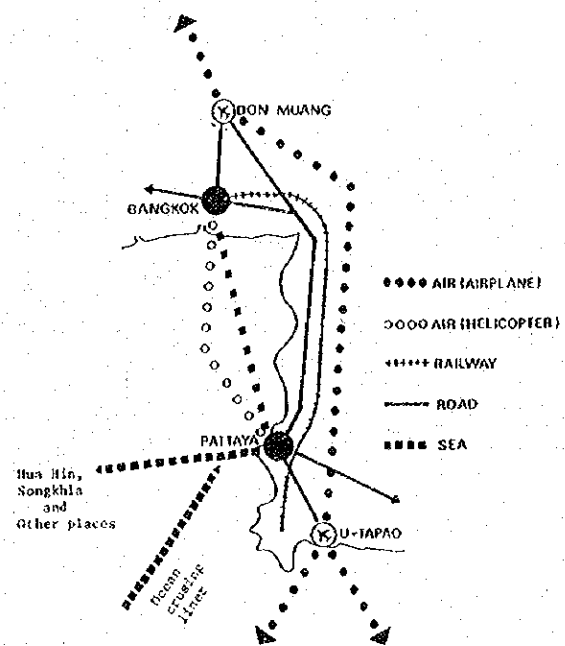 DON MUANG
BANGKOK
AIR (AIRPLANE)
AIR (HELICOPTER)
RAILWAY
ROAD
SEA
PATTAYA
Hua Hin,
Songkhla
and
Other places
U-TAPAO
Ocean
crusing
liner